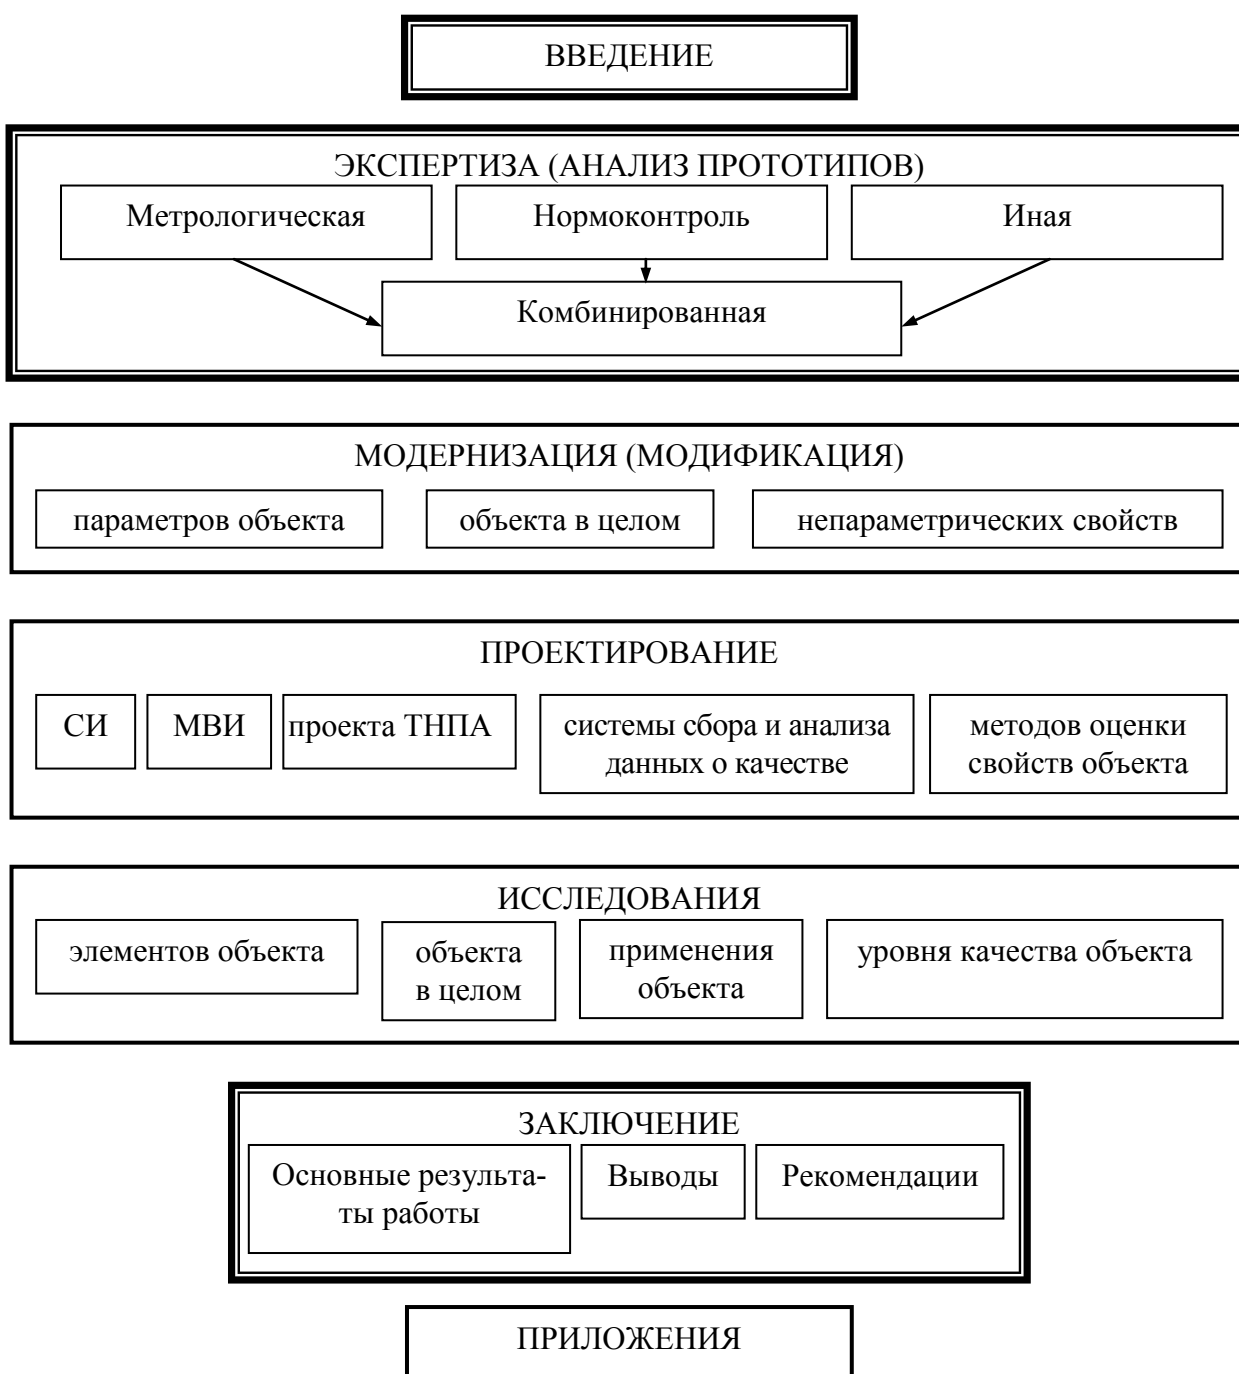 ВВЕДЕНИЕ
ЭКСПЕРТИЗА (АНАЛИЗ ПРОТОТИПОВ)
Метрологическая
Нормоконтроль
Иная
Комбинированная
МОДЕРНИЗАЦИЯ (МОДИФИКАЦИЯ)
параметров объекта
объекта в целом
непараметрических свойств
ПРОЕКТИРОВАНИЕ
СИ
МВИ
проекта ТНПА
системы сбора и анализа
данных о качестве
методов оценки
свойств объекта
ИССЛЕДОВАНИЯ
элементов объекта
объекта
в целом
применения
объекта
уровня качества объекта
ЗАКЛЮЧЕНИЕ
Основные результа-
ты работы
Выводы
Рекомендации
ПРИЛОЖЕНИЯ